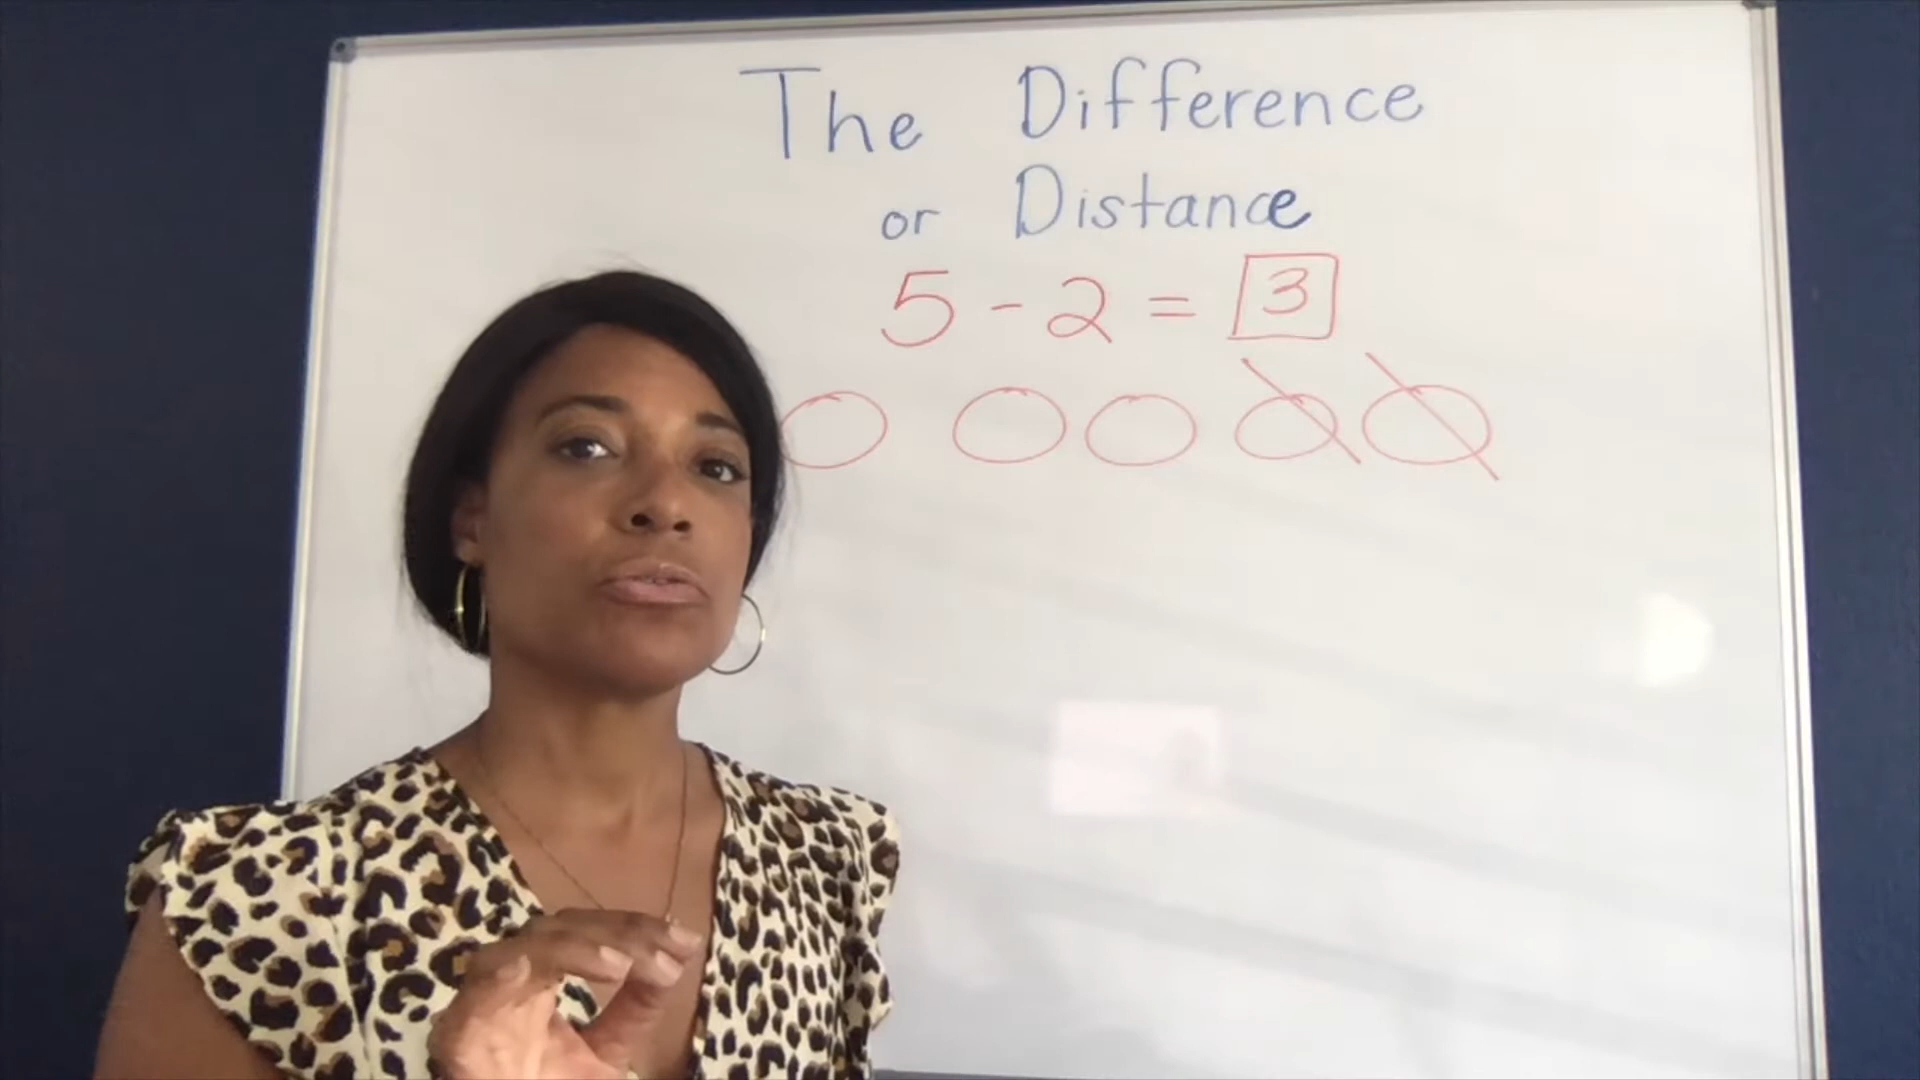 The Difference
or Distance
5 - 2 = 3